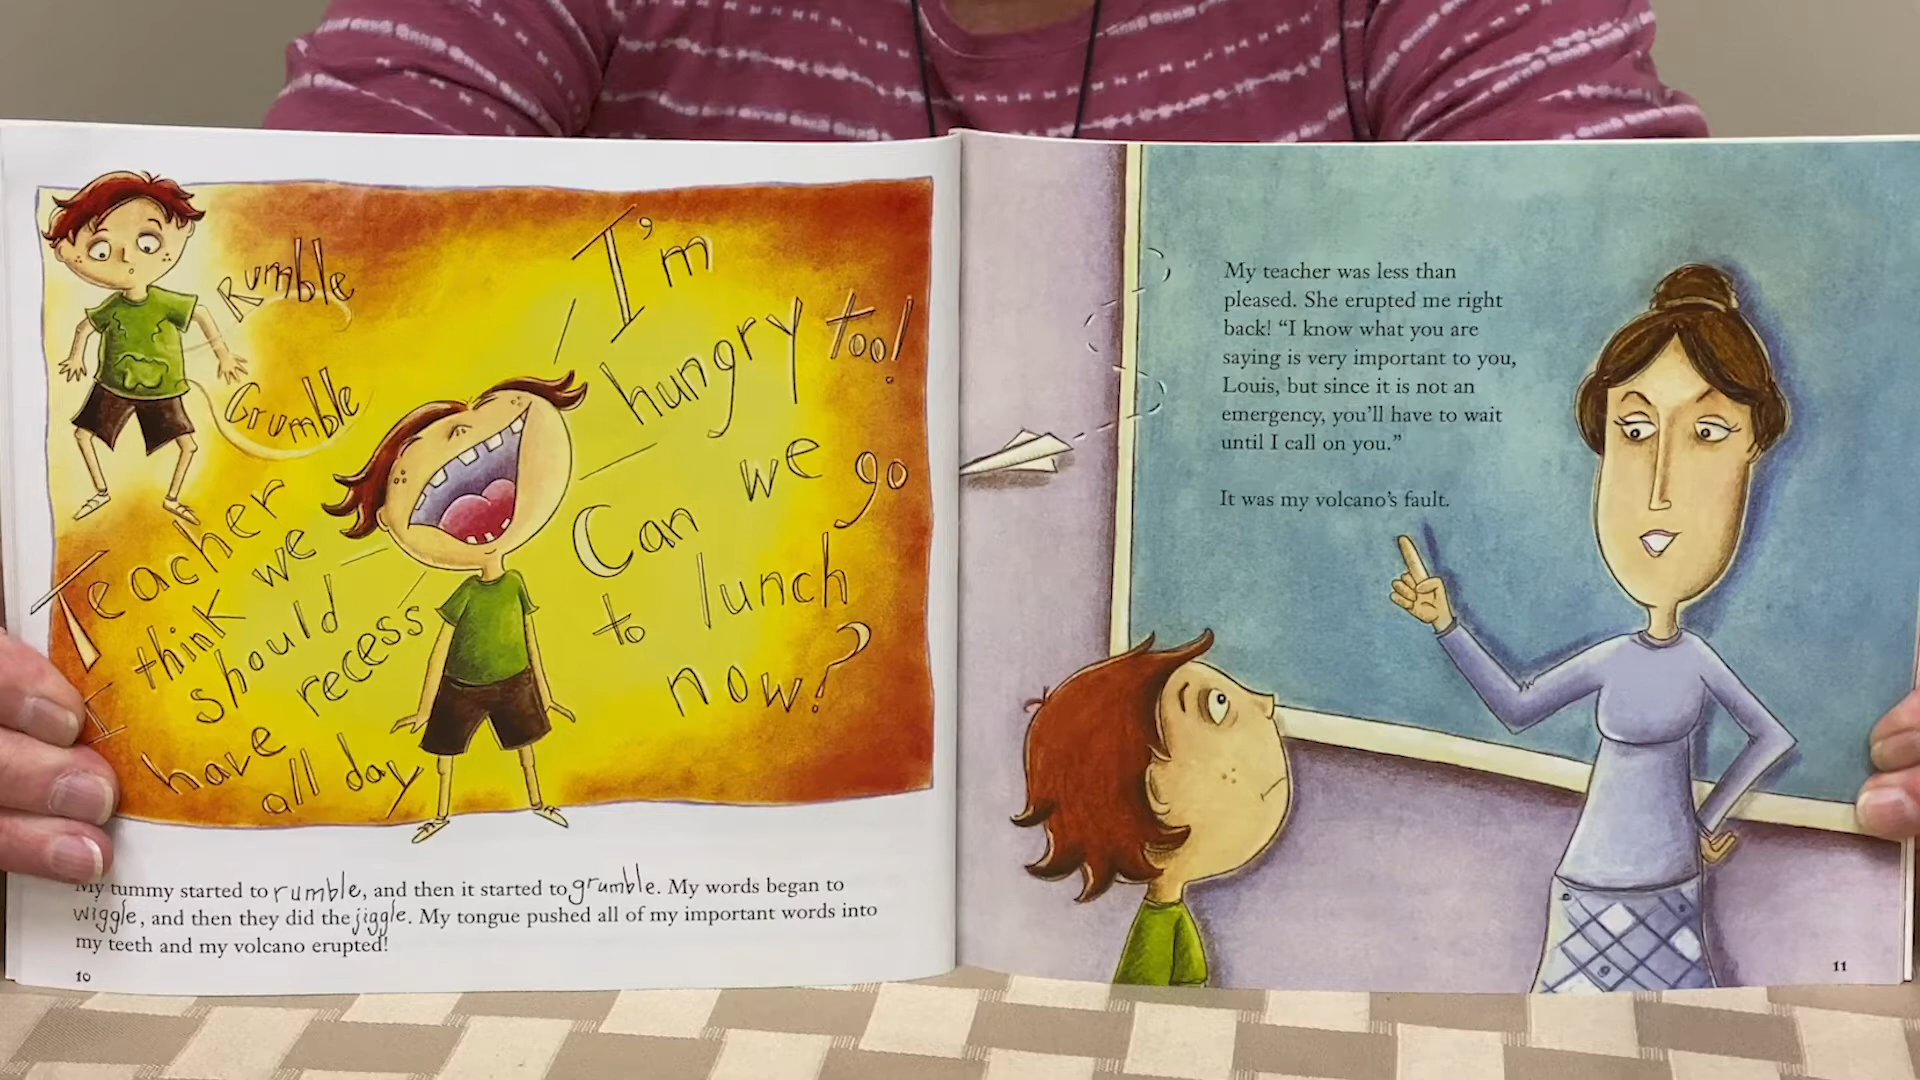 Rumble
Grumble
I'm
hungry too!
Can we go
to lunch
now?
Teacher
I think we
should
have recess
all day
My tummy started to rumble, and then it started to grumble. My words began to
wiggle, and then they did the jiggle. My tongue pushed all of my important words into
my teeth and my volcano erupted!
10
My teacher was less than
pleased. She erupted me right
back! “I know what you are
saying is very important to you,
Louis, but since it is not an
emergency, you’ll have to wait
until I call on you.”
It was my volcano’s fault.
11